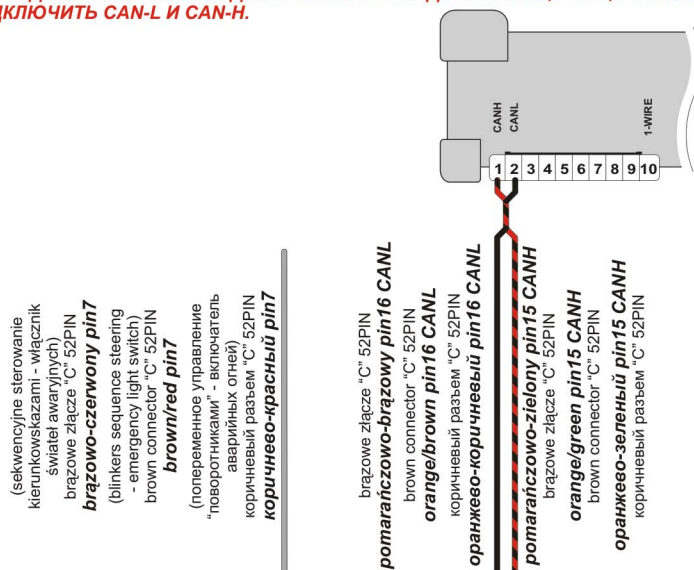 ДКЛЮЧИТЬ CAN-L И CAN-H.
CANH
CANL
1-WIRE
1 2 3 4 5 6 7 8 9 10
(sekwencyjne sterowanie
kierunkowskazami - włącznik
świateł awaryjnych)
brązowe złącze "C" 52PIN
brązowo-czerwony pin7
(blinkers sequence steering
- emergency light switch)
brown connector "C" 52PIN
brown/red pin7
(попеременное управление
"поворотниками" - включатель
аварийных огней)
коричневый разъем "C" 52PIN
коричнево-красный pin7
brązowe złącze "C" 52PIN
pomarańczowo-brązowy pin16 CANL
brown connector "C" 52PIN
orange/brown pin16 CANL
коричневый разъем "C" 52PIN
оранжево-коричневый pin16 CANL
pomarańczowo-zielony pin15 CANH
brązowe złącze "C" 52PIN
orange/green pin15 CANH
brown connector "C" 52PIN
оранжево-зеленый pin15 CANH
коричневый разъем "C" 52PIN